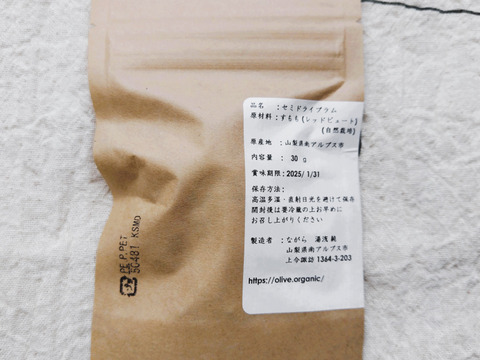 品名 :セミドライプラム
原材料:すもも(レッドビュート)
(自然栽培)
原産地 :山梨県南アルプス市
内容量 : 30 g
賞味期限:2025/ 1/31
保存方法:
高温多湿・直射日光を避けて保存
開封後は要冷蔵の上お早めに
お召し上がりください
製造者 :ながら 湯浅
山梨県南アルプス市
上今諏訪 1364-3-203
https://olive.organic/
PE,P,PET
50481 KSMD